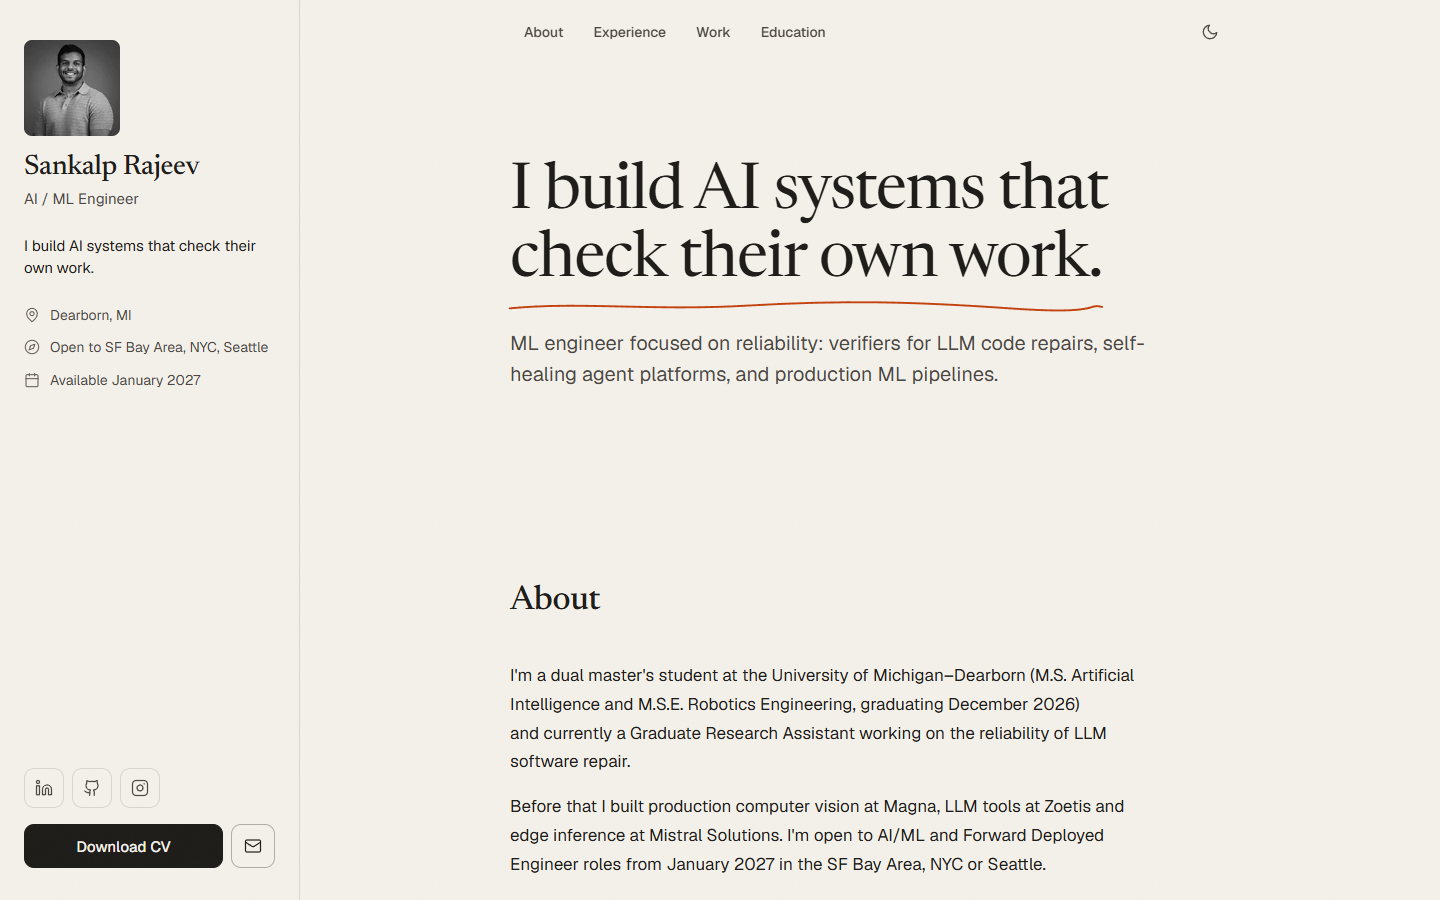 Sankalp Rajeev
AI / ML Engineer
I build AI systems that check their
own work.
Dearborn, MI
Open to SF Bay Area, NYC, Seattle
Available January 2027
Download CV
About
Experience
Work
Education
I build AI systems that
check their own work.
ML engineer focused on reliability: verifiers for LLM code repairs, self-
healing agent platforms, and production ML pipelines.
About
I'm a dual master's student at the University of Michigan–Dearborn (M.S. Artificial
Intelligence and M.S.E. Robotics Engineering, graduating December 2026)
and currently a Graduate Research Assistant working on the reliability of LLM
software repair.
Before that I built production computer vision at Magna, LLM tools at Zoetis and
edge inference at Mistral Solutions. I'm open to AI/ML and Forward Deployed
Engineer roles from January 2027 in the SF Bay Area, NYC or Seattle.